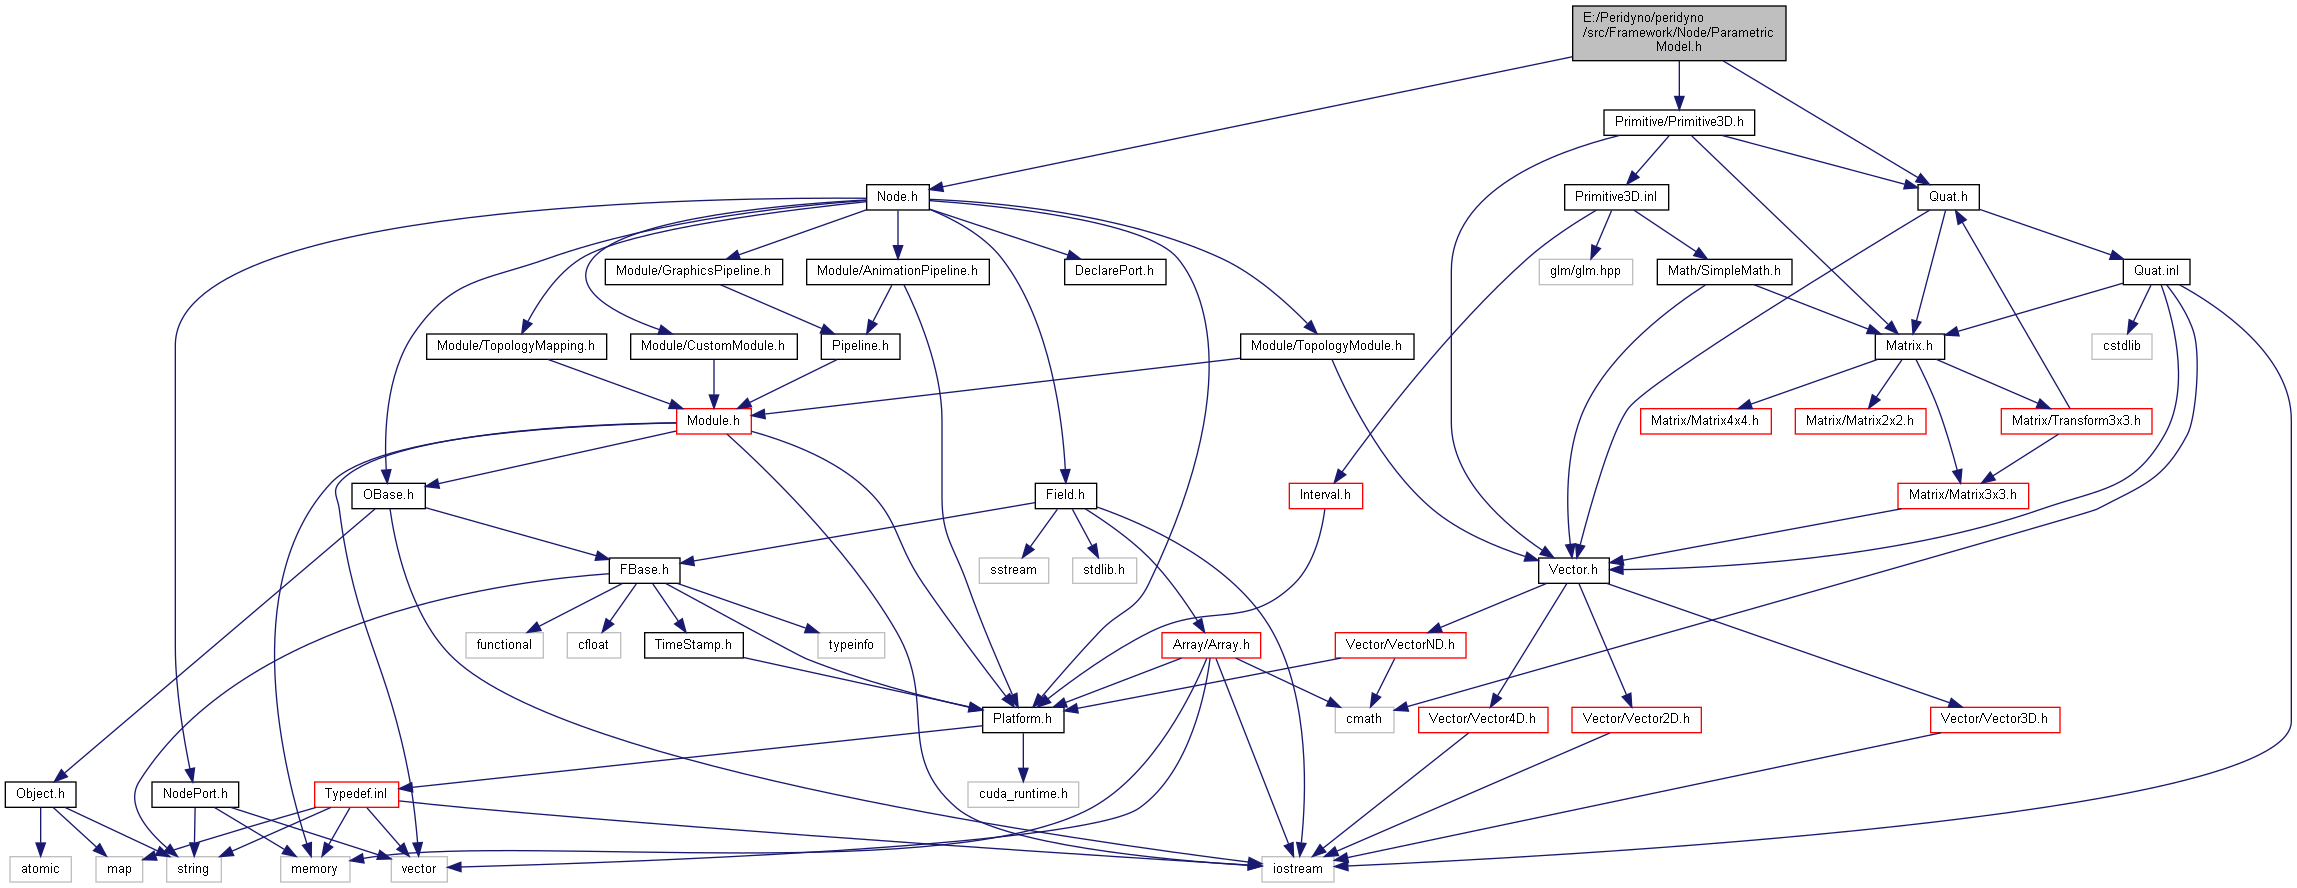 E:/Peridyno/peridyno
/src/Framework/Node/Parametric
Model.h
Primitive/Primitive3D.h
Node.h
Primitive3D.inl
Quat.h
Module/GraphicsPipeline.h
Module/AnimationPipeline.h
DeclarePort.h
glm/glm.hpp
Math/SimpleMath.h
Quat.inl
Module/TopologyMapping.h
Module/CustomModule.h
Pipeline.h
Module/TopologyModule.h
Matrix.h
cstdlib
Module.h
Matrix/Matrix4x4.h
Matrix/Matrix2x2.h
Matrix/Transform3x3.h
OBase.h
Field.h
Interval.h
Matrix/Matrix3x3.h
FBase.h
sstream
stdlib.h
Vector.h
functional
cfloat
TimeStamp.h
typeinfo
Array/Array.h
Vector/VectorND.h
Platform.h
cmath
Vector/Vector4D.h
Vector/Vector2D.h
Vector/Vector3D.h
Object.h
NodePort.h
Typedef.inl
cuda_runtime.h
atomic
map
string
memory
vector
iostream